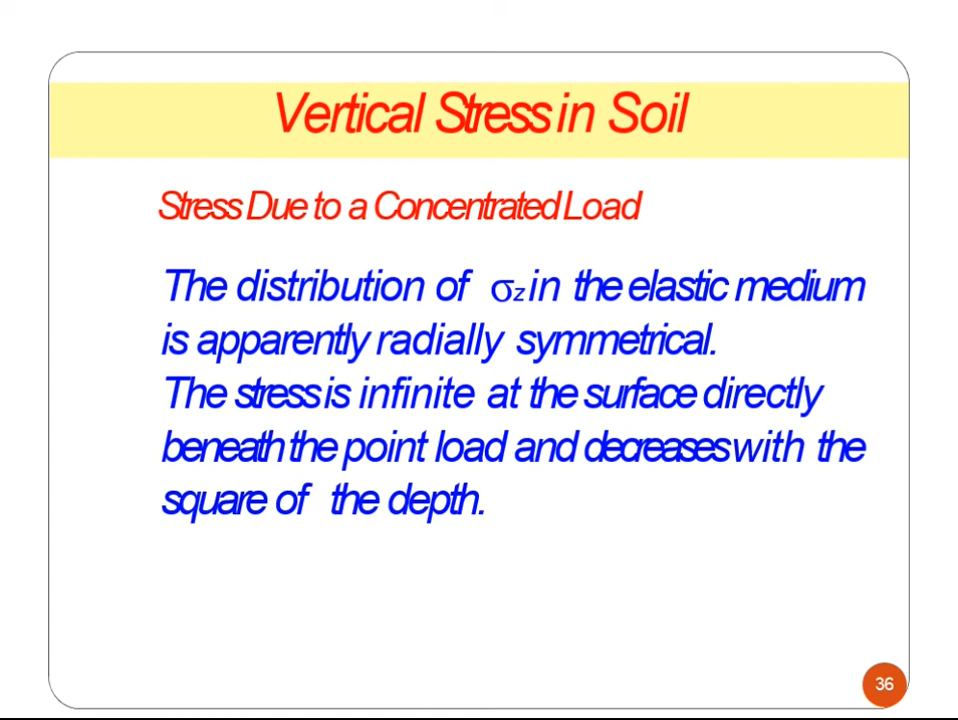 Vertical Stress in Soil
Stress Due to a Concentrated Load
The distribution of σz in the elastic medium
is apparently radially symmetrical.
The stress is infinite at the surface directly
beneath the point load and decreases with the
square of the depth.
36